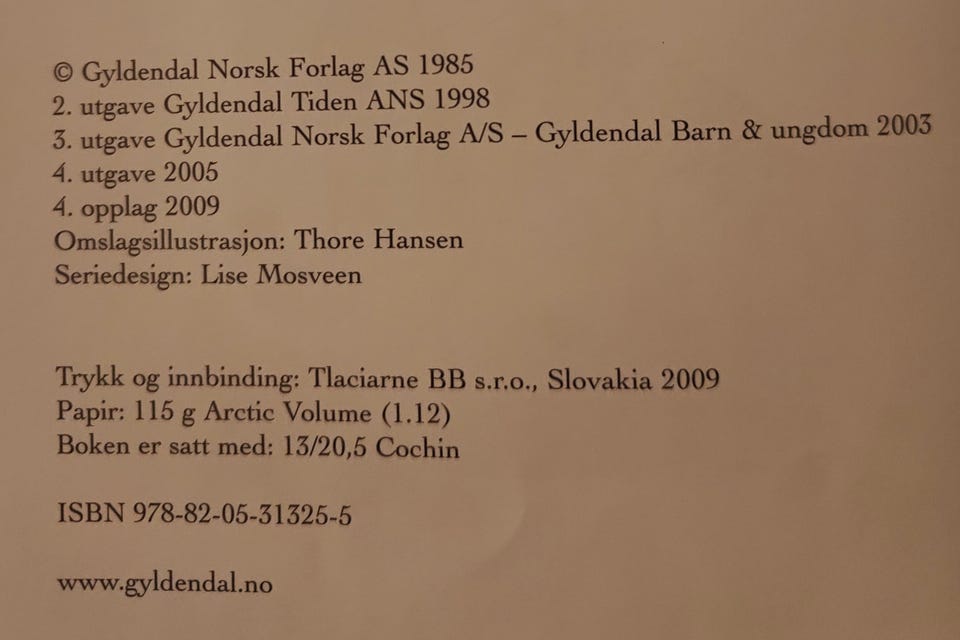 © Gyldendal Norsk Forlag AS 1985
2. utgave Gyldendal Tiden ANS 1998
3. utgave Gyldendal Norsk Forlag A/S – Gyldendal Barn & ungdom 2003
4. utgave 2005
4. opplag 2009
Omslagsillustrasjon: Thore Hansen
Seriedesign: Lise Mosveen
Trykk og innbinding: Tlaciarne BB s.r.o., Slovakia 2009
Papir: 115 g Arctic Volume (1.12)
Boken er satt med: 13/20,5 Cochin
ISBN 978-82-05-31325-5
www.gyldendal.no